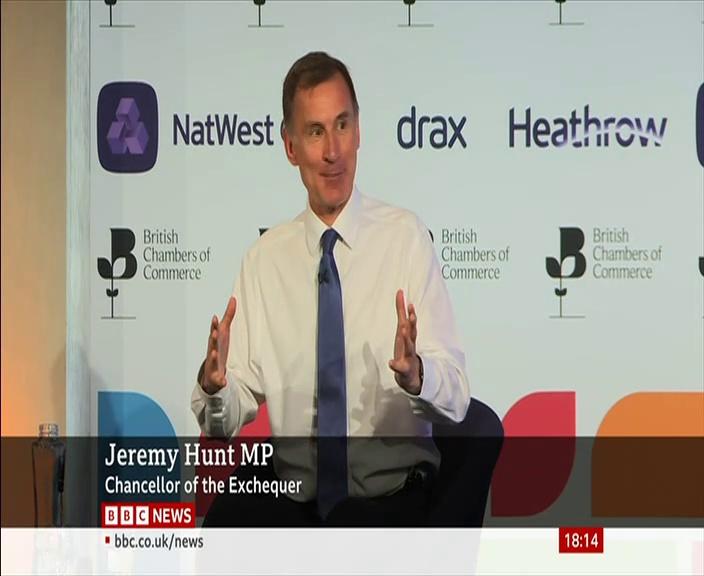 NatWest
drax
Heathrow
British
Chambers of
Commerce
British
Chambers of
Commerce
British
Chambers of
Commerce
Jeremy Hunt MP
Chancellor of the Exchequer
BBC NEWS
bbc.co.uk/news
18:14